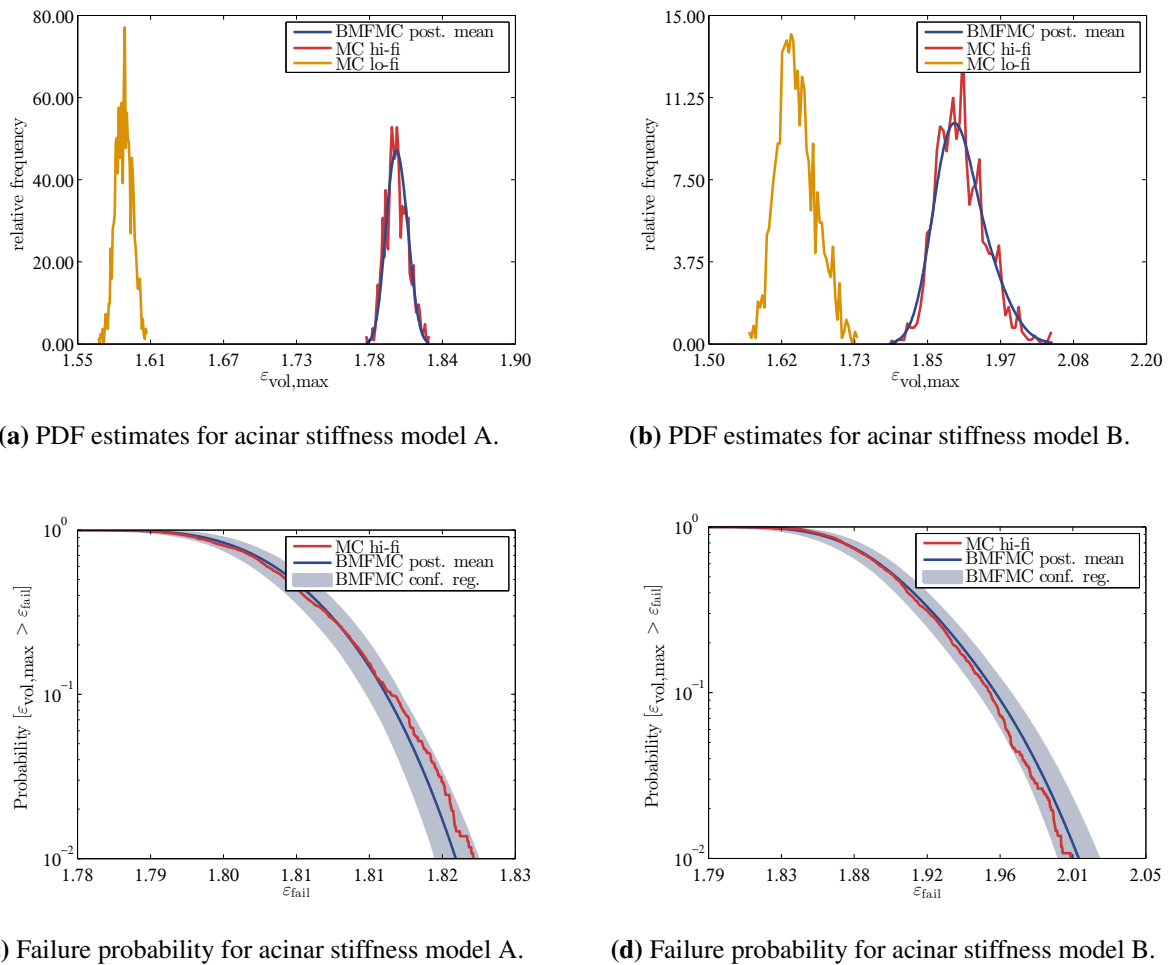 80.00
60.00
40.00
20.00
0.00
relative frequency
BMFMC post. mean
MC hi-fi
MC lo-fi
1.55 1.61 1.67 1.73 1.78 1.84 1.90
εvol,max
(a) PDF estimates for acinar stiffness model A.
15.00
11.25
7.50
3.75
0.00
relative frequency
BMFMC post. mean
MC hi-fi
MC lo-fi
1.50 1.62 1.73 1.85 1.97 2.08 2.20
εvol,max
(b) PDF estimates for acinar stiffness model B.
10⁰
10⁻¹
10⁻²
Probability [εvol,max > εfail]
MC hi-fi
BMFMC post. mean
BMFMC conf. reg.
1.78 1.79 1.80 1.81 1.81 1.82 1.83
εfail
) Failure probability for acinar stiffness model A.
10⁰
10⁻¹
10⁻²
Probability [εvol,max > εfail]
MC hi-fi
BMFMC post. mean
BMFMC conf. reg.
1.79 1.83 1.88 1.92 1.96 2.01 2.05
εfail
(d) Failure probability for acinar stiffness model B.